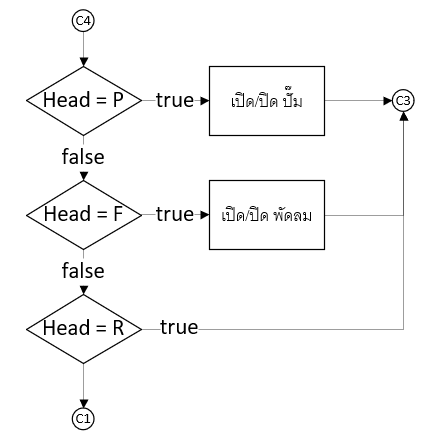 C4
Head = P
true
เปิด/ปิด ปั๊ม
C3
false
Head = F
true
เปิด/ปิด พัดลม
false
Head = R
true
C1